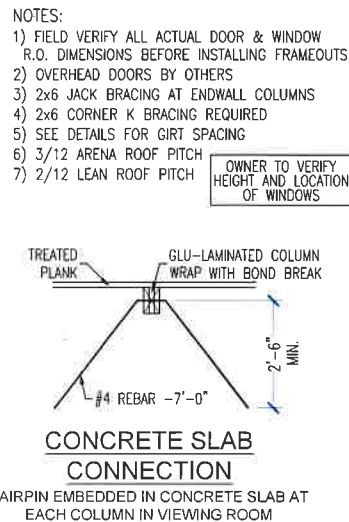 NOTES:
1) FIELD VERIFY ALL ACTUAL DOOR & WINDOW
R.O. DIMENSIONS BEFORE INSTALLING FRAMEOUTS
2) OVERHEAD DOORS BY OTHERS
3) 2x6 JACK BRACING AT ENDWALL COLUMNS
4) 2x6 CORNER K BRACING REQUIRED
5) SEE DETAILS FOR GIRT SPACING
6) 3/12 ARENA ROOF PITCH
7) 2/12 LEAN ROOF PITCH
OWNER TO VERIFY
HEIGHT AND LOCATION
OF WINDOWS
TREATED
PLANK
GLU-LAMINATED COLUMN
WRAP WITH BOND BREAK
2'-6"
MIN.
#4 REBAR -7'-0"
CONCRETE SLAB
CONNECTION
AIRPIN EMBEDDED IN CONCRETE SLAB AT
EACH COLUMN IN VIEWING ROOM